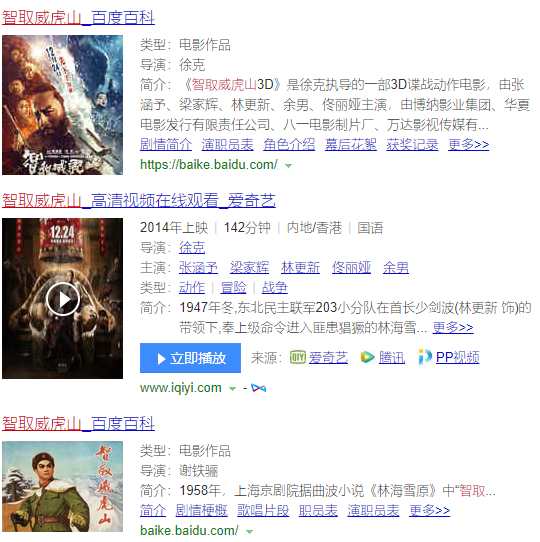 智取威虎山_百度百科
12.24
智取威虎山
类型：电影作品
导演：徐克
简介：《智取威虎山3D》是徐克执导的一部3D谍战动作电影，由张
涵予、梁家辉、林更新、余男、佟丽娅主演，由博纳影业集团、华夏
电影发行有限责任公司、八一电影制片厂、万达影视传媒有...
剧情简介 演职员表 角色介绍 幕后花絮 获奖记录 更多>>
https://baike.baidu.com/
智取威虎山_高清视频在线观看_爱奇艺
12.24
2014年上映 | 142分钟 | 内地/香港 | 国语
导演：徐克
主演：张涵予 梁家辉 林更新 佟丽娅 余男
类型：动作 | 冒险 | 战争
简介：1947年冬,东北民主联军203小分队在首长少剑波(林更新 饰)的
带领下,奉上级命令进入匪患猖獗的林海雪... 更多>>
立即播放 来源：爱奇艺 腾讯 PP视频
www.iqiyi.com -
智取威虎山_百度百科
智取威虎山
类型：电影作品
导演：谢铁骊
简介：1958年，上海京剧院据曲波小说《林海雪原》中“智取...
简介 剧情梗概 歌唱片段 职员表 演职员表 更多>>
baike.baidu.com/